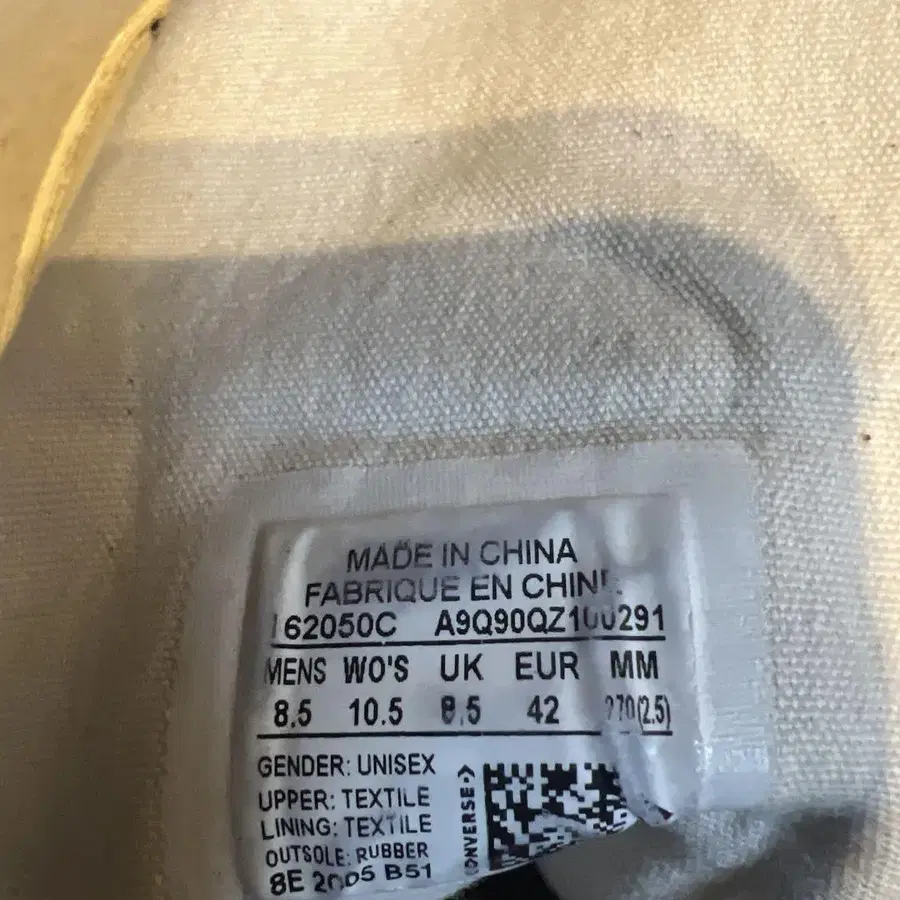 MADE IN CHINA
FABRIQUE EN CHINE
162050C A9Q90QZ100291
MENS WO'S UK EUR MM
8.5 10.5 8.5 42 270(2.5)
GENDER: UNISEX
UPPER: TEXTILE
LINING: TEXTILE
OUTSOLE: RUBBER
8E B51
CONVERSE